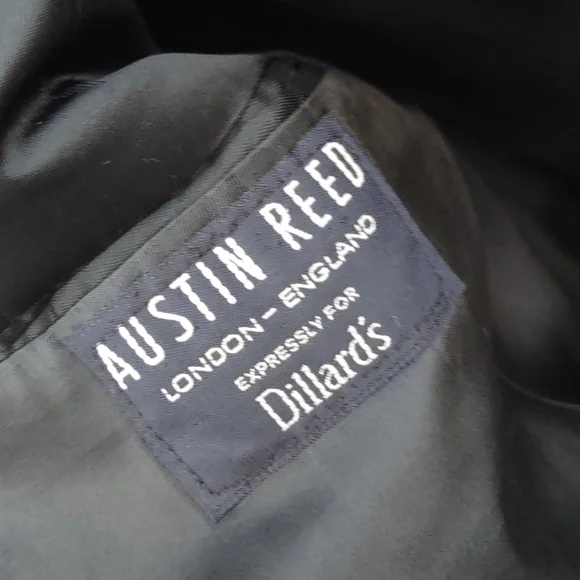 AUSTIN REED
LONDON - ENGLAND
EXPRESSLY FOR
Dillard's